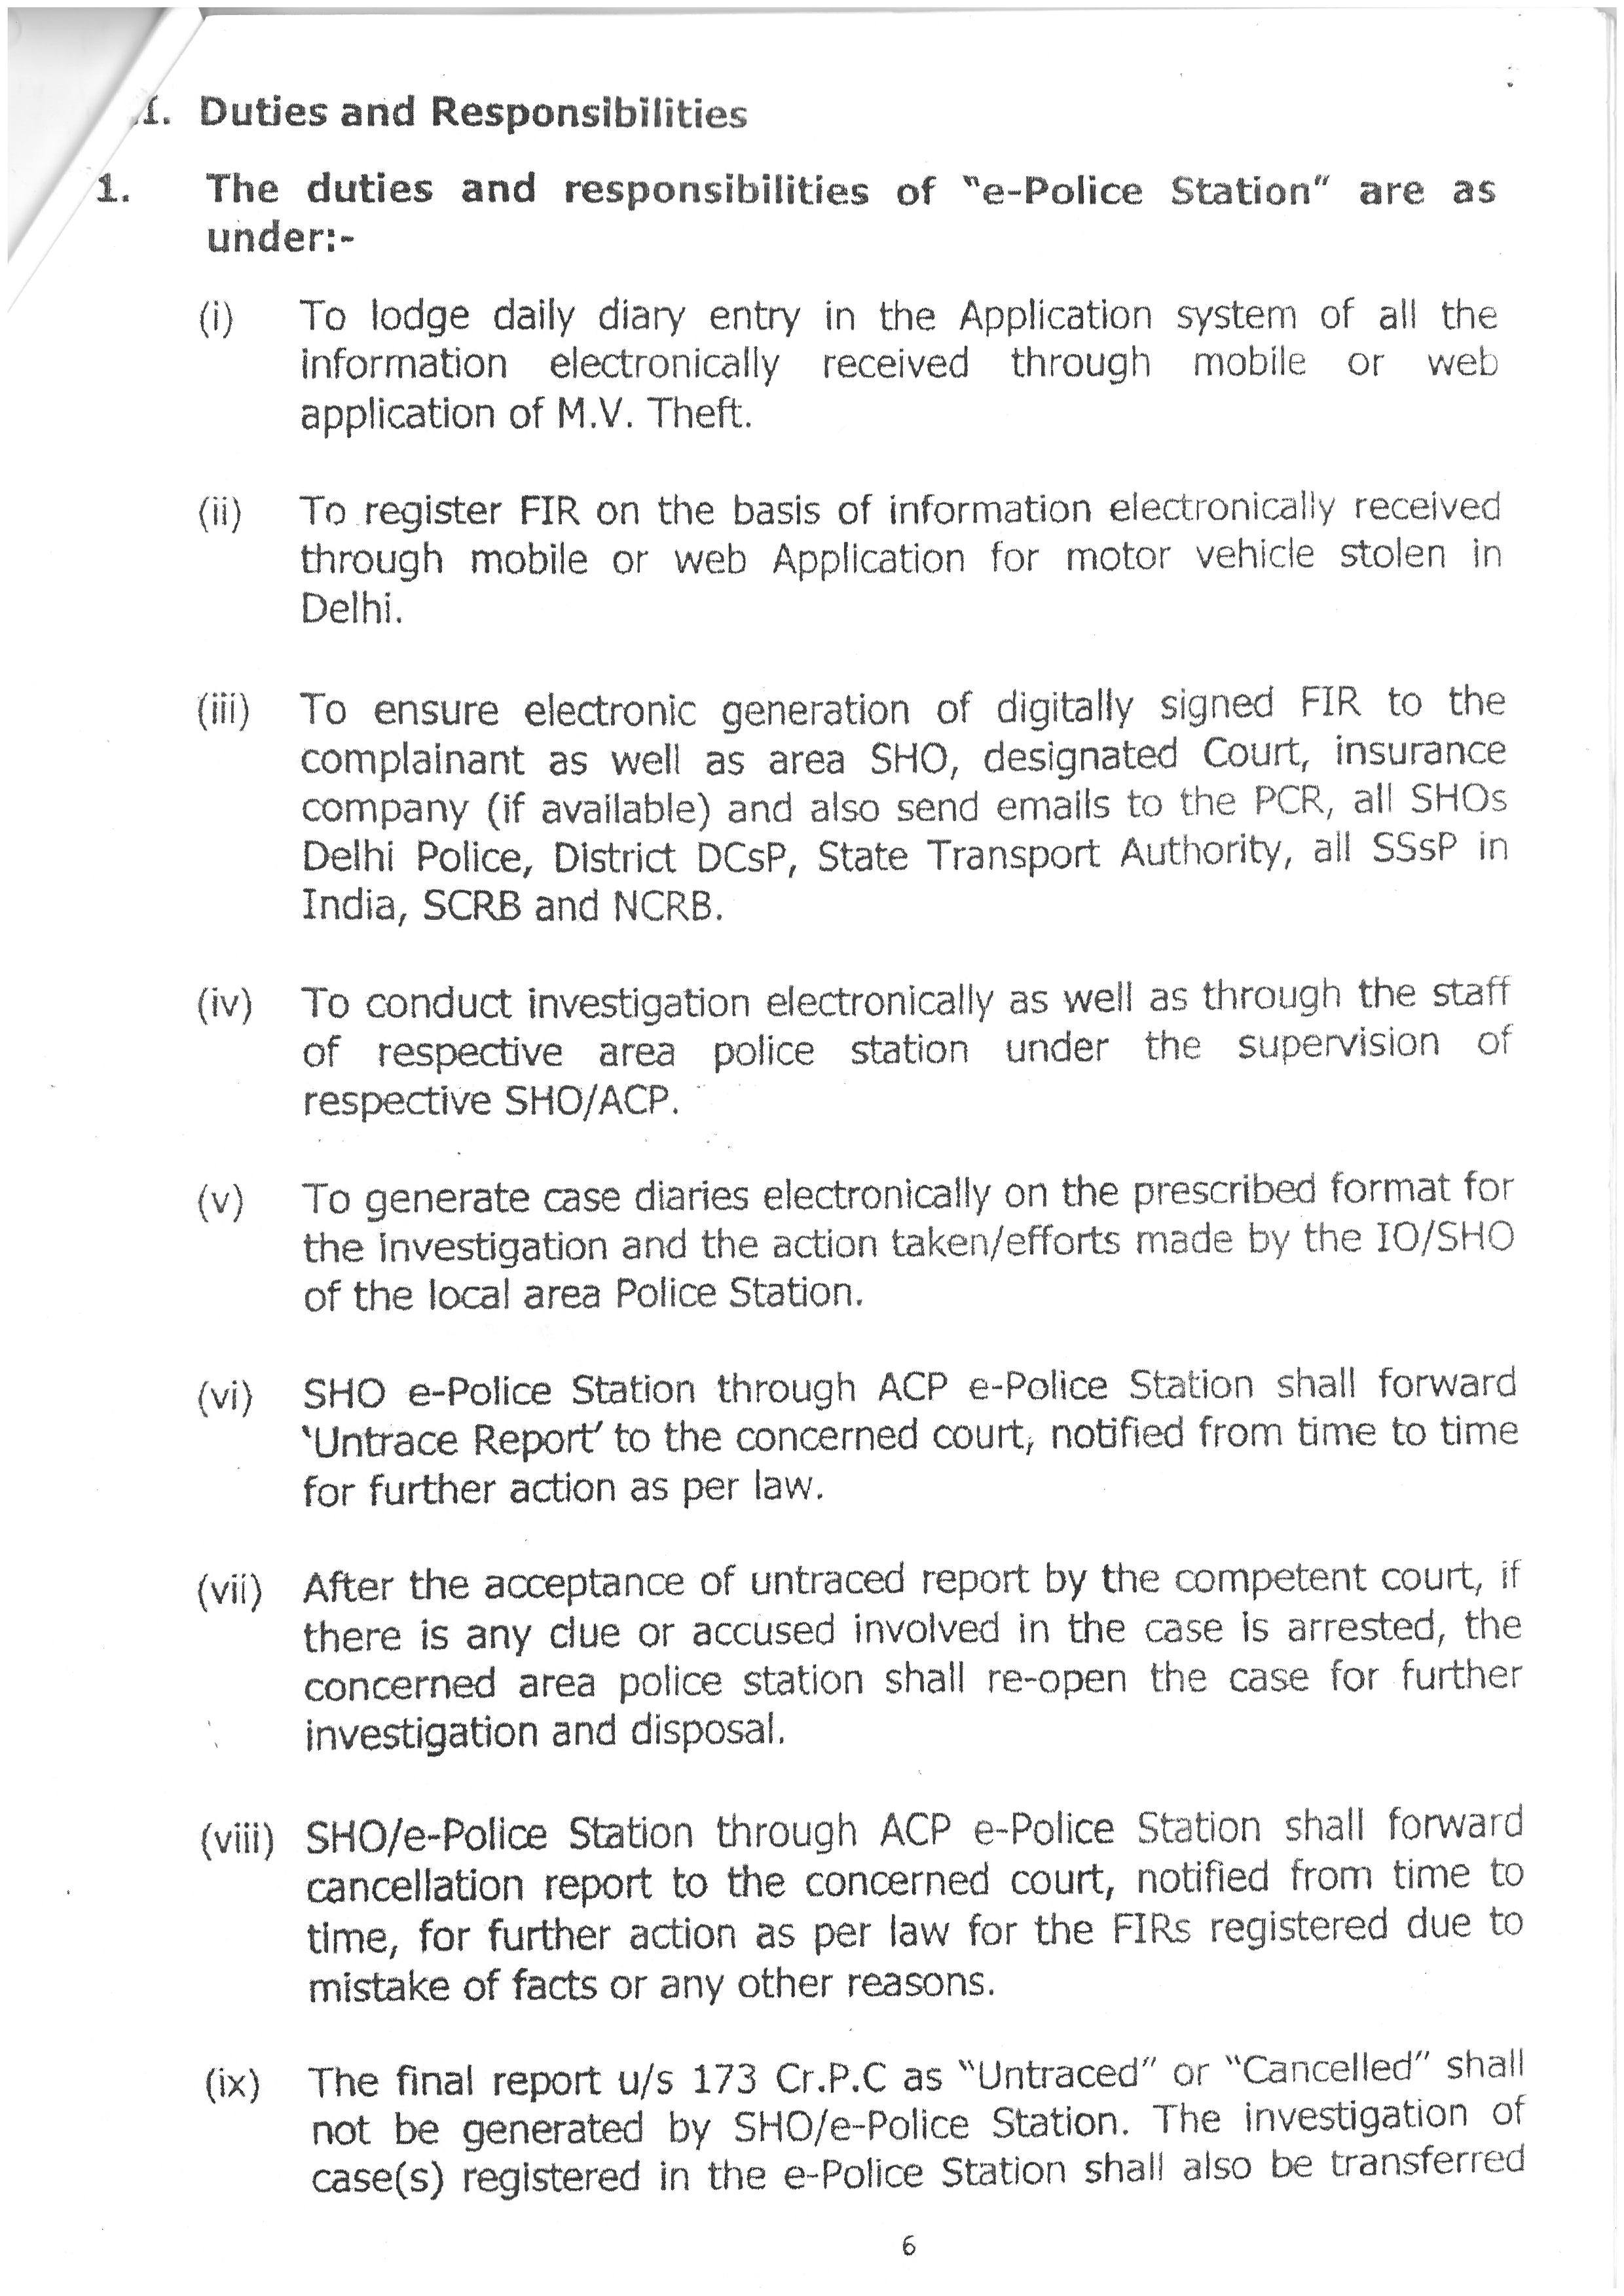 I. Duties and Responsibilities
1. The duties and responsibilities of "e-Police Station" are as
under:-
(i) To lodge daily diary entry in the Application system of all the
information electronically received through mobile or web
application of M.V. Theft.
(ii) To register FIR on the basis of information electronically received
through mobile or web Application for motor vehicle stolen in
Delhi.
(iii) To ensure electronic generation of digitally signed FIR to the
complainant as well as area SHO, designated Court, insurance
company (if available) and also send emails to the PCR, all SHOs
Delhi Police, District DCsP, State Transport Authority, all SSsP in
India, SCRB and NCRB.
(iv) To conduct investigation electronically as well as through the staff
of respective area police station under the supervision of
respective SHO/ACP.
(v) To generate case diaries electronically on the prescribed format for
the investigation and the action taken/efforts made by the IO/SHO
of the local area Police Station.
(vi) SHO e-Police Station through ACP e-Police Station shall forward
'Untrace Report' to the concerned court, notified from time to time
for further action as per law.
(vii) After the acceptance of untraced report by the competent court, if
there is any clue or accused involved in the case is arrested, the
concerned area police station shall re-open the case for further
investigation and disposal.
(viii) SHO/e-Police Station through ACP e-Police Station shall forward
cancellation report to the concerned court, notified from time to
time, for further action as per law for the FIRs registered due to
mistake of facts or any other reasons.
(ix) The final report u/s 173 Cr.P.C as "Untraced" or "Cancelled" shall
not be generated by SHO/e-Police Station. The investigation of
case(s) registered in the e-Police Station shall also be transferred
6